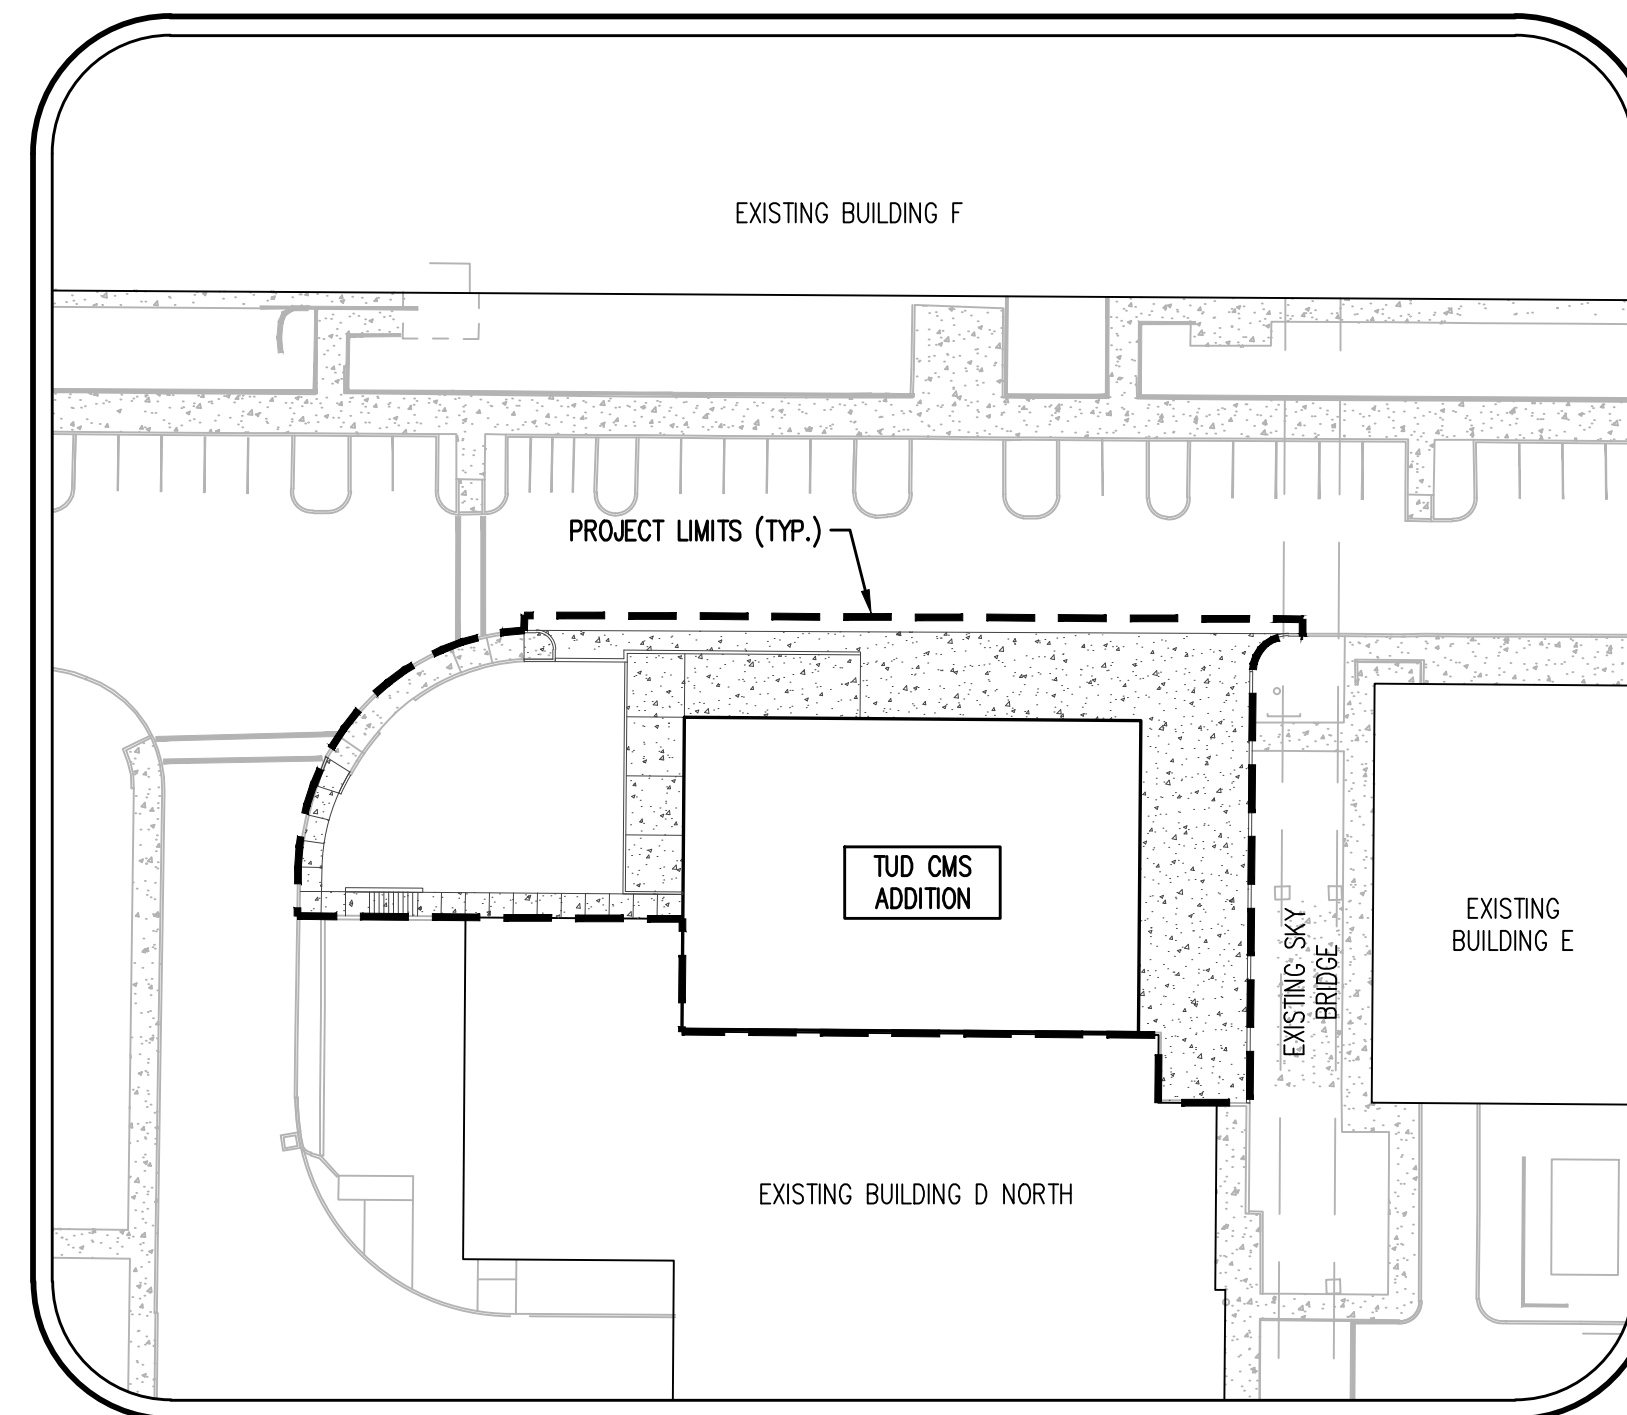 EXISTING BUILDING F
PROJECT LIMITS (TYP.)
TUD CMS
ADDITION
EXISTING SKY
BRIDGE
EXISTING
BUILDING E
EXISTING BUILDING D NORTH